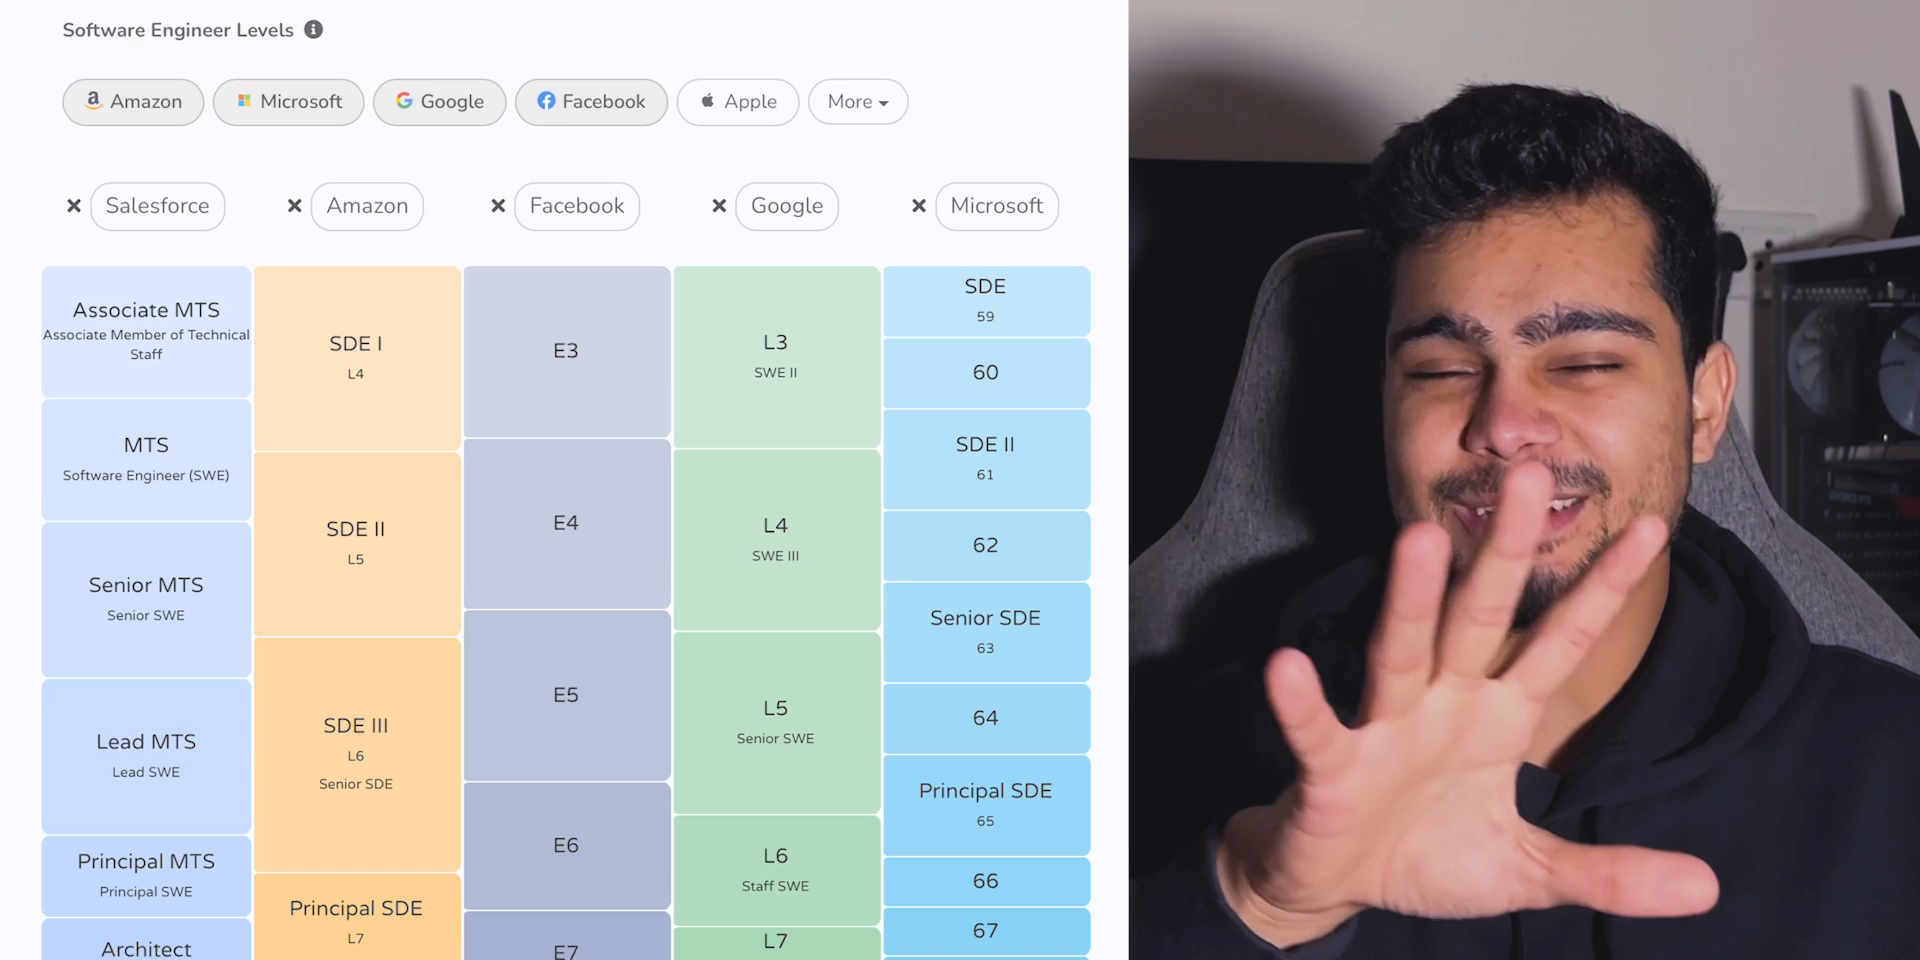 Software Engineer Levels
Amazon
Microsoft
Google
Facebook
Apple
More
Salesforce
Amazon
Facebook
Google
Microsoft
Associate MTS
Associate Member of Technical
Staff
MTS
Software Engineer (SWE)
Senior MTS
Senior SWE
Lead MTS
Lead SWE
Principal MTS
Principal SWE
Architect
SDE I
L4
SDE II
L5
SDE III
L6
Senior SDE
Principal SDE
L7
E3
E4
E5
E6
E7
L3
SWE II
L4
SWE III
L5
Senior SWE
L6
Staff SWE
L7
SDE
59
60
SDE II
61
62
Senior SDE
63
64
Principal SDE
65
66
67